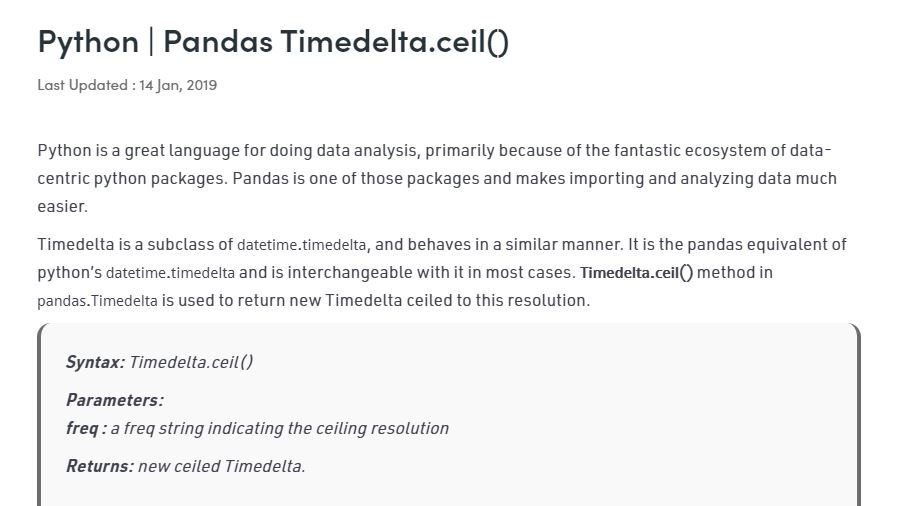 Python | Pandas Timedelta.ceil()
Last Updated : 14 Jan, 2019
Python is a great language for doing data analysis, primarily because of the fantastic ecosystem of data-
centric python packages. Pandas is one of those packages and makes importing and analyzing data much
easier.
Timedelta is a subclass of datetime.timedelta, and behaves in a similar manner. It is the pandas equivalent of
python’s datetime.timedelta and is interchangeable with it in most cases. Timedelta.ceil() method in
pandas.Timedelta is used to return new Timedelta ceiled to this resolution.
Syntax: Timedelta.ceil()
Parameters:
freq : a freq string indicating the ceiling resolution
Returns: new ceiled Timedelta.